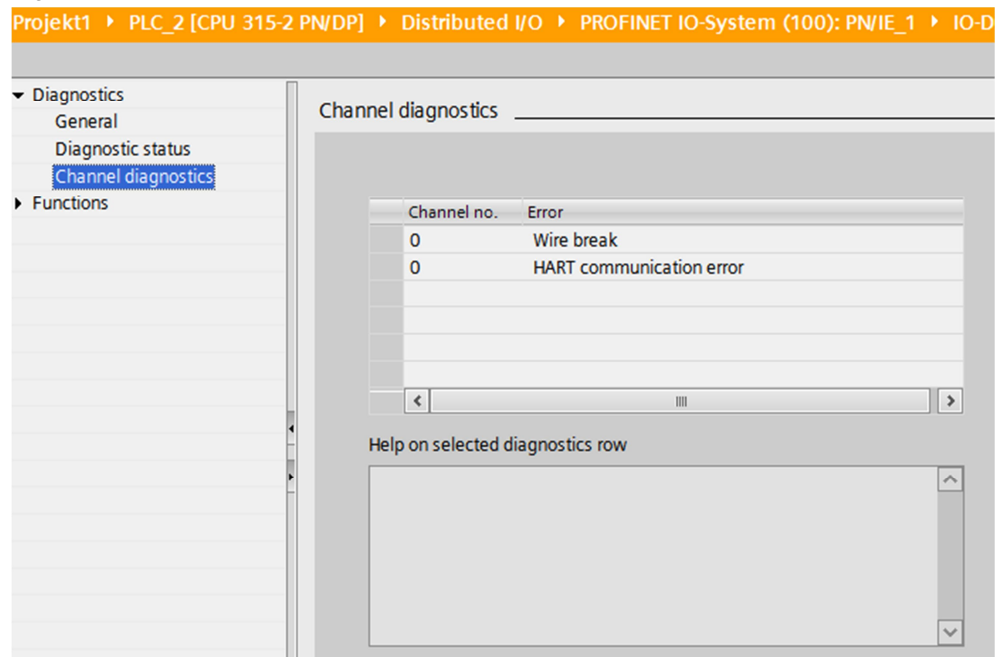 Projekt1 ▸ PLC_2 [CPU 315-2 PN/DP] ▸ Distributed I/O ▸ PROFINET IO-System (100): PN/IE_1 ▸ IO-D
Diagnostics
General
Diagnostic status
Channel diagnostics
Functions
Channel diagnostics
Channel no. Error
0 Wire break
0 HART communication error
Help on selected diagnostics row